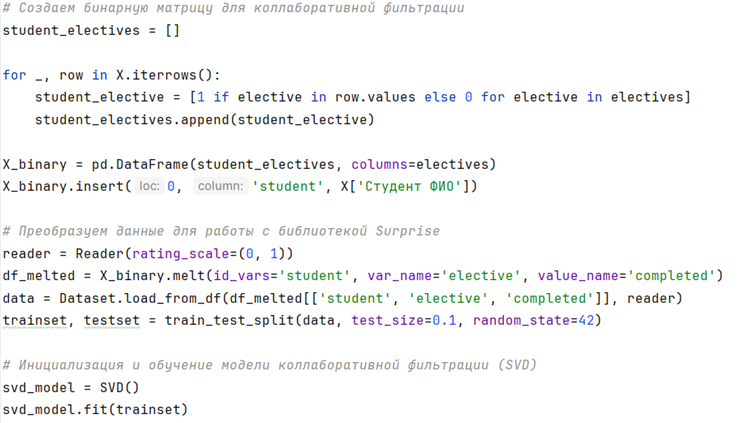 # Создаем бинарную матрицу для коллаборативной фильтрации
student_electives = []
for _, row in X.iterrows():
    student_elective = [1 if elective in row.values else 0 for elective in electives]
    student_electives.append(student_elective)
X_binary = pd.DataFrame(student_electives, columns=electives)
X_binary.insert( loc: 0, column: 'student', X['Студент ФИО'])
# Преобразуем данные для работы с библиотекой Surprise
reader = Reader(rating_scale=(0, 1))
df_melted = X_binary.melt(id_vars='student', var_name='elective', value_name='completed')
data = Dataset.load_from_df(df_melted[['student', 'elective', 'completed']], reader)
trainset, testset = train_test_split(data, test_size=0.1, random_state=42)
# Инициализация и обучение модели коллаборативной фильтрации (SVD)
svd_model = SVD()
svd_model.fit(trainset)